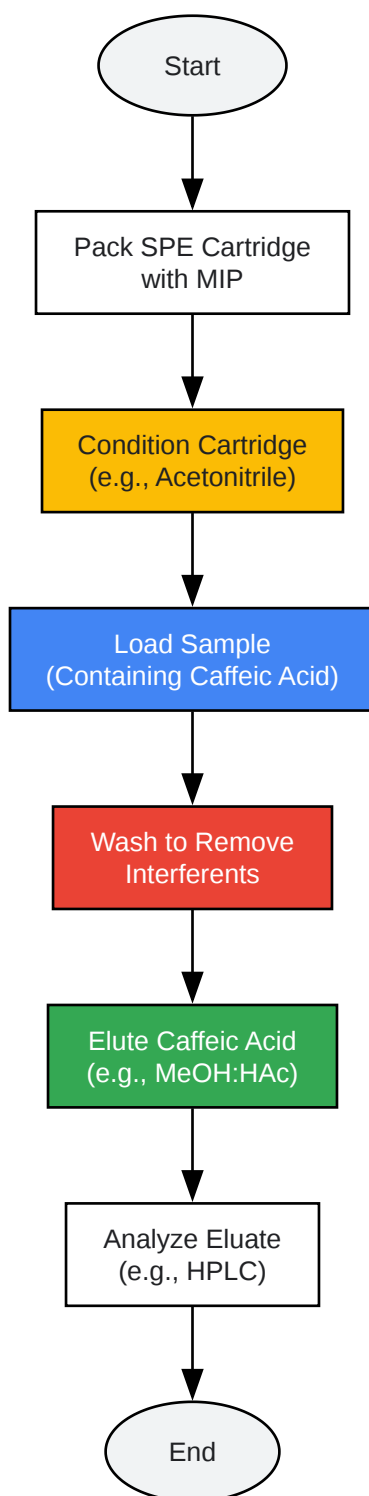 Start
Pack SPE Cartridge
with MIP
Condition Cartridge
(e.g., Acetonitrile)
Load Sample
(Containing Caffeic Acid)
Wash to Remove
Interferents
Elute Caffeic Acid
(e.g., MeOH:HAc)
Analyze Eluate
(e.g., HPLC)
End